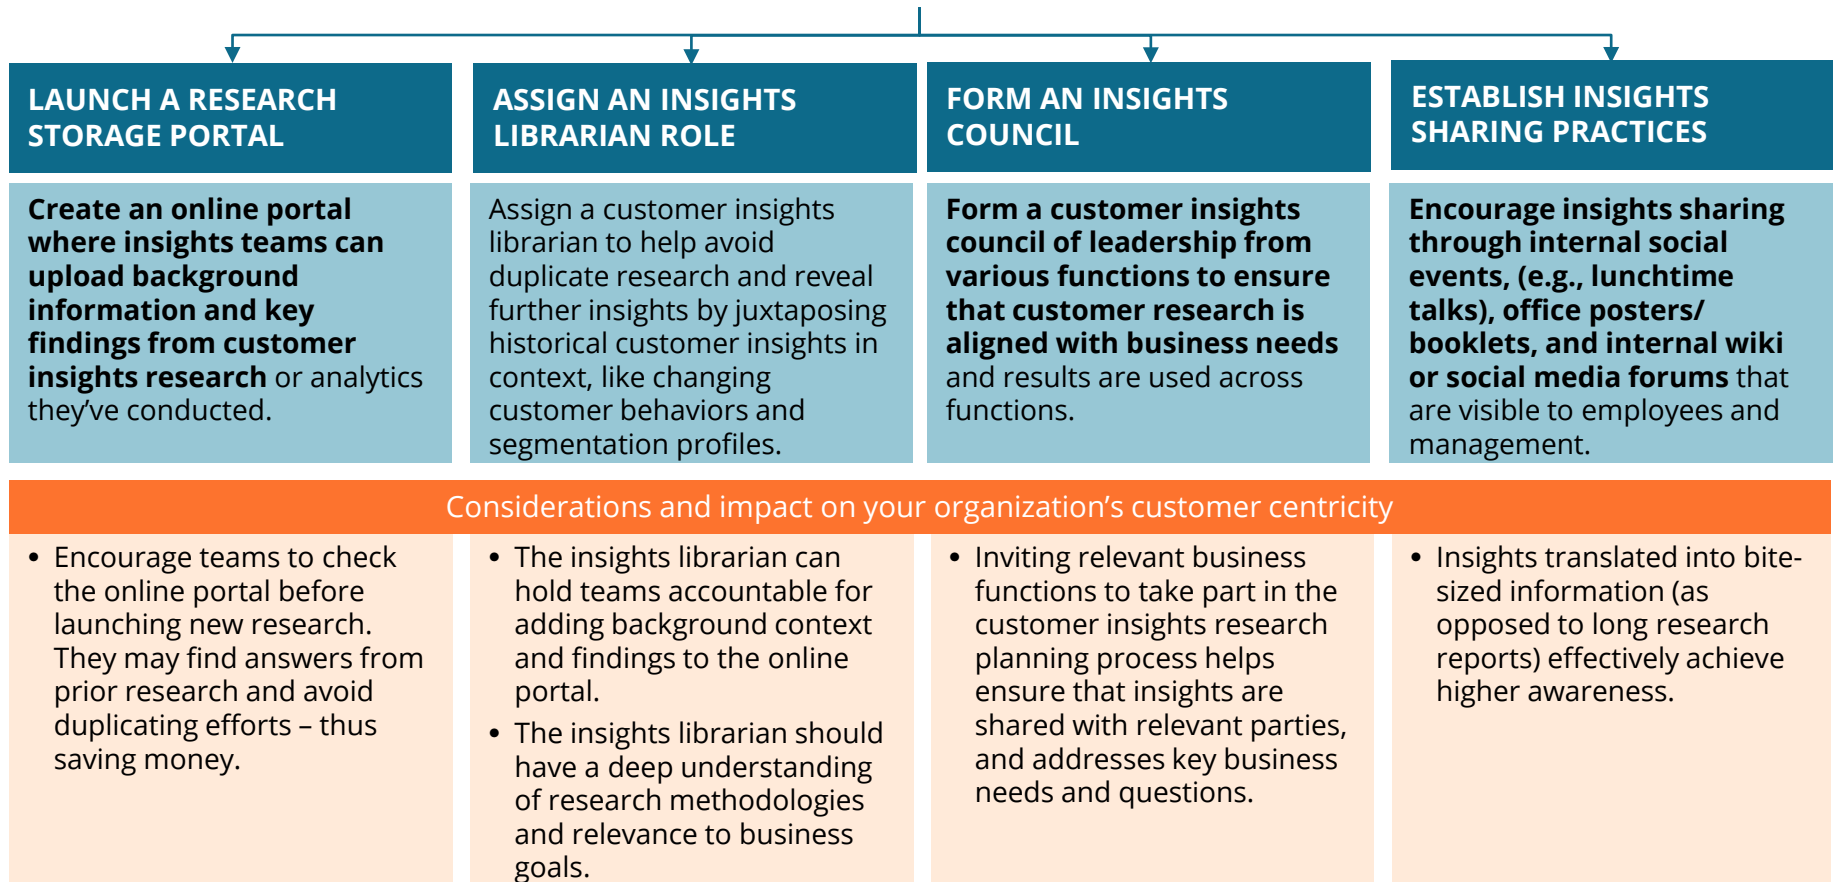 LAUNCH A RESEARCH
STORAGE PORTAL
Create an online portal
where insights teams can
upload background
information and key
findings from customer
insights research or analytics
they’ve conducted.
ASSIGN AN INSIGHTS
LIBRARIAN ROLE
Assign a customer insights
librarian to help avoid
duplicate research and reveal
further insights by juxtaposing
historical customer insights in
context, like changing
customer behaviors and
segmentation profiles.
FORM AN INSIGHTS
COUNCIL
Form a customer insights
council of leadership from
various functions to ensure
that customer research is
aligned with business needs
and results are used across
functions.
ESTABLISH INSIGHTS
SHARING PRACTICES
Encourage insights sharing
through internal social
events, (e.g., lunchtime
talks), office posters/
booklets, and internal wiki
or social media forums that
are visible to employees and
management.
Considerations and impact on your organization’s customer centricity
• Encourage teams to check
the online portal before
launching new research.
They may find answers from
prior research and avoid
duplicating efforts – thus
saving money.
• The insights librarian can
hold teams accountable for
adding background context
and findings to the online
portal.
• The insights librarian should
have a deep understanding
of research methodologies
and relevance to business
goals.
• Inviting relevant business
functions to take part in the
customer insights research
planning process helps
ensure that insights are
shared with relevant parties,
and addresses key business
needs and questions.
• Insights translated into bite-
sized information (as
opposed to long research
reports) effectively achieve
higher awareness.